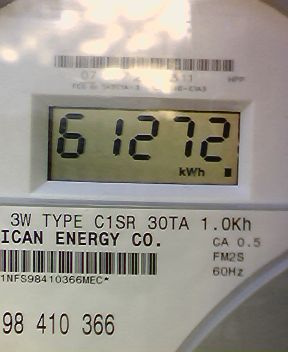 61272
kWh
3W TYPE C1SR 30TA 1.0Kh
ICAN ENERGY CO.
CA 0.5
FM2S
60Hz
1NFS98410366MEC*
98 410 366